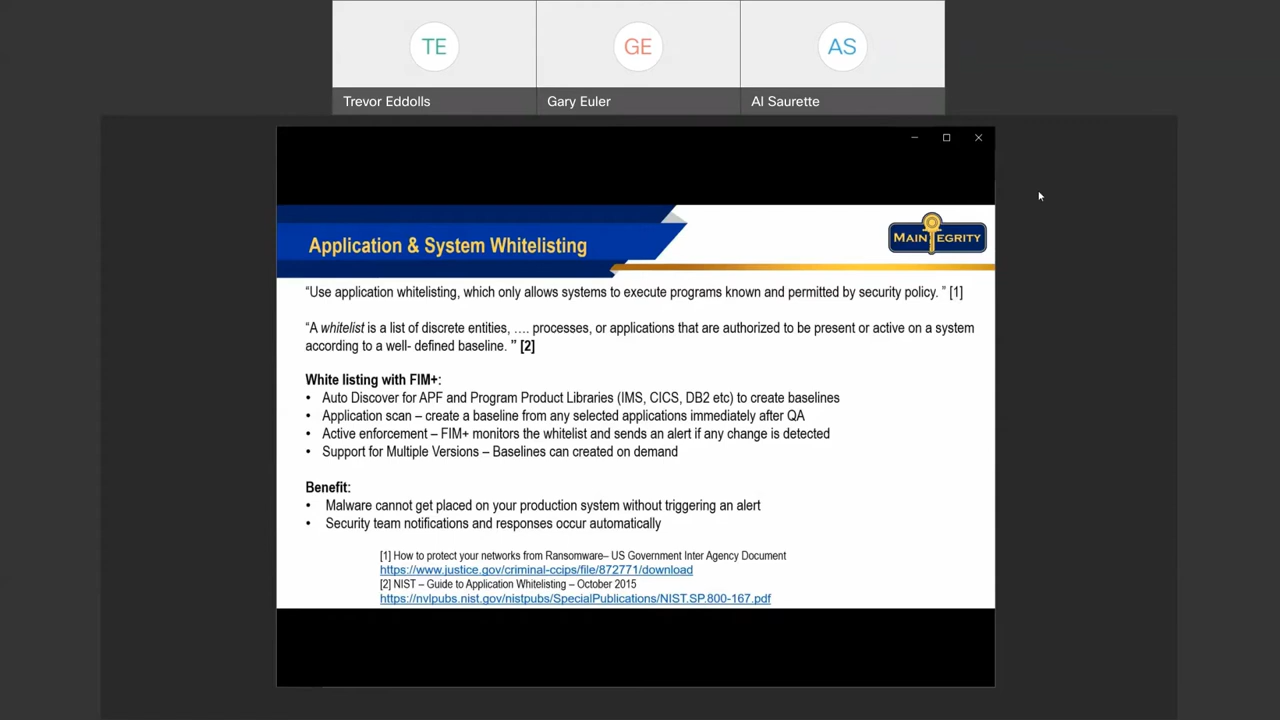 TE
GE
AS
Trevor Eddolls
Gary Euler
Al Saurette
Application & System Whitelisting
MAINTEGRITY
“Use application whitelisting, which only allows systems to execute programs known and permitted by security policy. ” [1]
“A whitelist is a list of discrete entities, …. processes, or applications that are authorized to be present or active on a system
according to a well- defined baseline. ” [2]
White listing with FIM+:
• Auto Discover for APF and Program Product Libraries (IMS, CICS, DB2 etc) to create baselines
• Application scan – create a baseline from any selected applications immediately after QA
• Active enforcement – FIM+ monitors the whitelist and sends an alert if any change is detected
• Support for Multiple Versions – Baselines can created on demand
Benefit:
• Malware cannot get placed on your production system without triggering an alert
• Security team notifications and responses occur automatically
[1] How to protect your networks from Ransomware– US Government Inter Agency Document
https://www.justice.gov/criminal-ccips/file/872771/download
[2] NIST – Guide to Application Whitelisting – October 2015
https://nvlpubs.nist.gov/nistpubs/SpecialPublications/NIST.SP.800-167.pdf